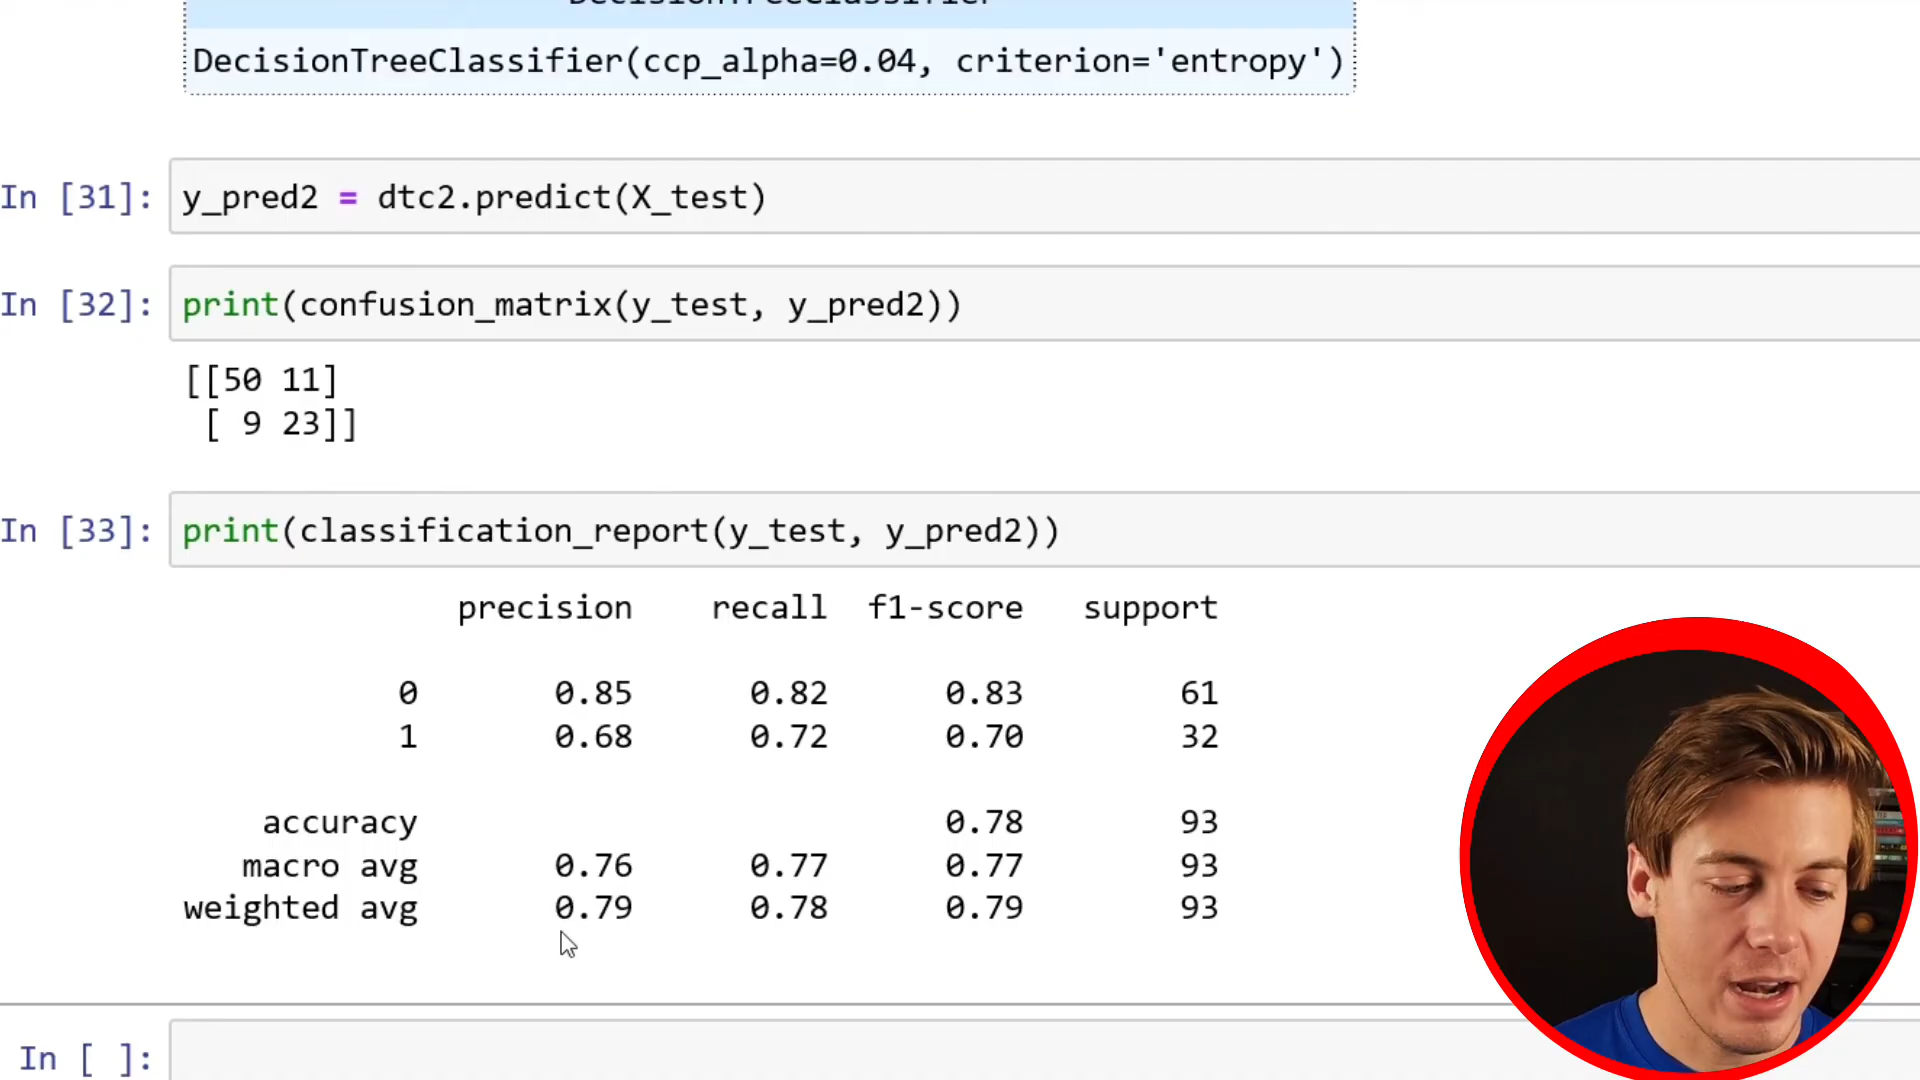 DecisionTreeClassifier
DecisionTreeClassifier(ccp_alpha=0.04, criterion='entropy')
In [31]: y_pred2 = dtc2.predict(X_test)
In [32]: print(confusion_matrix(y_test, y_pred2))
[[50 11]
[ 9 23]]
In [33]: print(classification_report(y_test, y_pred2))
precision recall f1-score support
0 0.85 0.82 0.83 61
1 0.68 0.72 0.70 32
accuracy 0.78 93
macro avg 0.76 0.77 0.77 93
weighted avg 0.79 0.78 0.79 93
In [ ]: